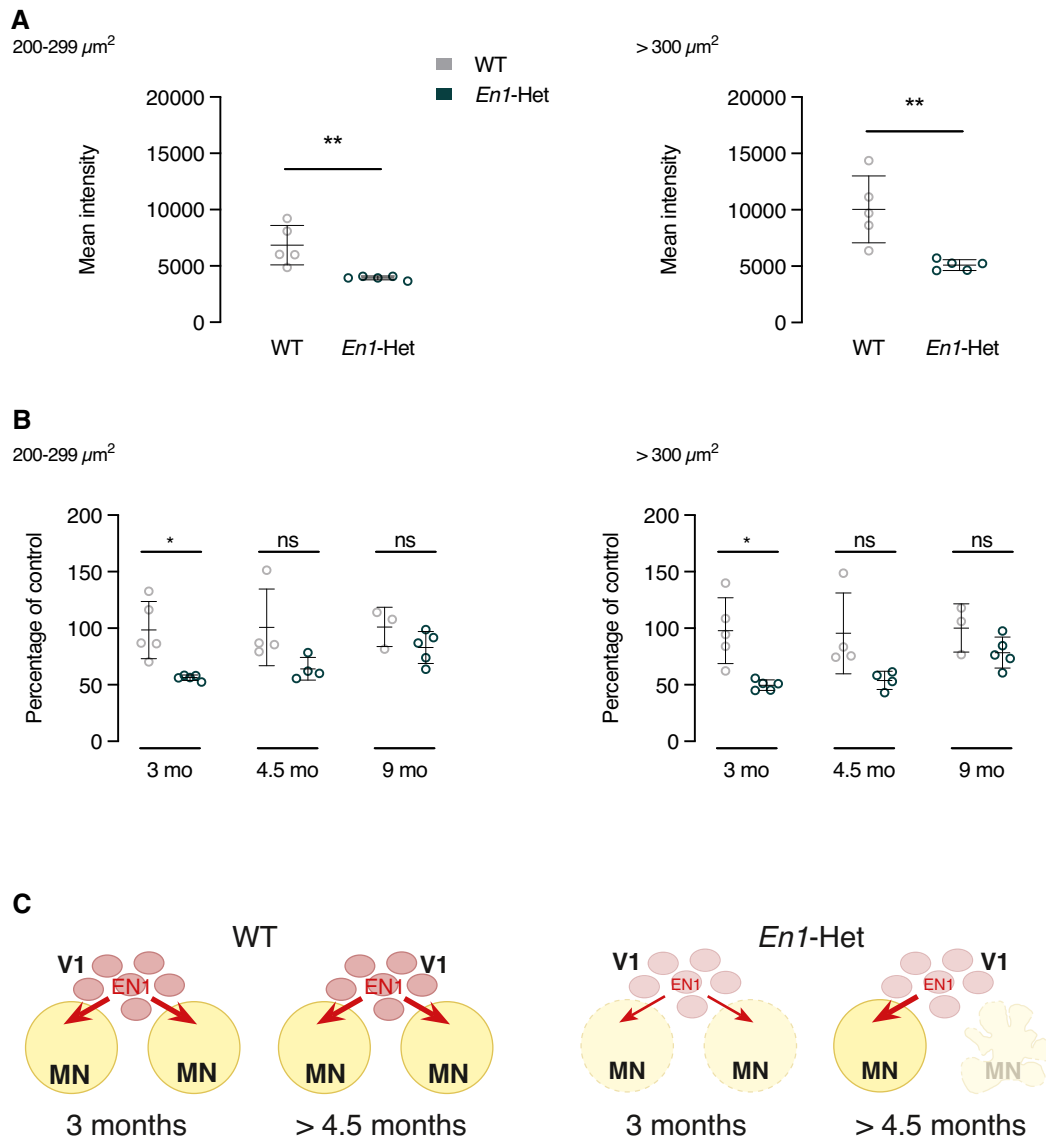 A
200-299 µm²
> 300 µm²
WT
En1-Het
20000
15000
10000
5000
0
Mean intensity
**
WT
En1-Het
20000
15000
10000
5000
0
Mean intensity
**
WT
En1-Het
B
200-299 µm²
> 300 µm²
200
150
100
50
0
Percentage of control
*
ns
ns
3 mo
4.5 mo
9 mo
200
150
100
50
0
Percentage of control
*
ns
ns
3 mo
4.5 mo
9 mo
C
WT
En1-Het
V1
EN1
MN
MN
3 months
V1
EN1
MN
MN
> 4.5 months
V1
EN1
MN
MN
3 months
V1
EN1
MN
MN
> 4.5 months